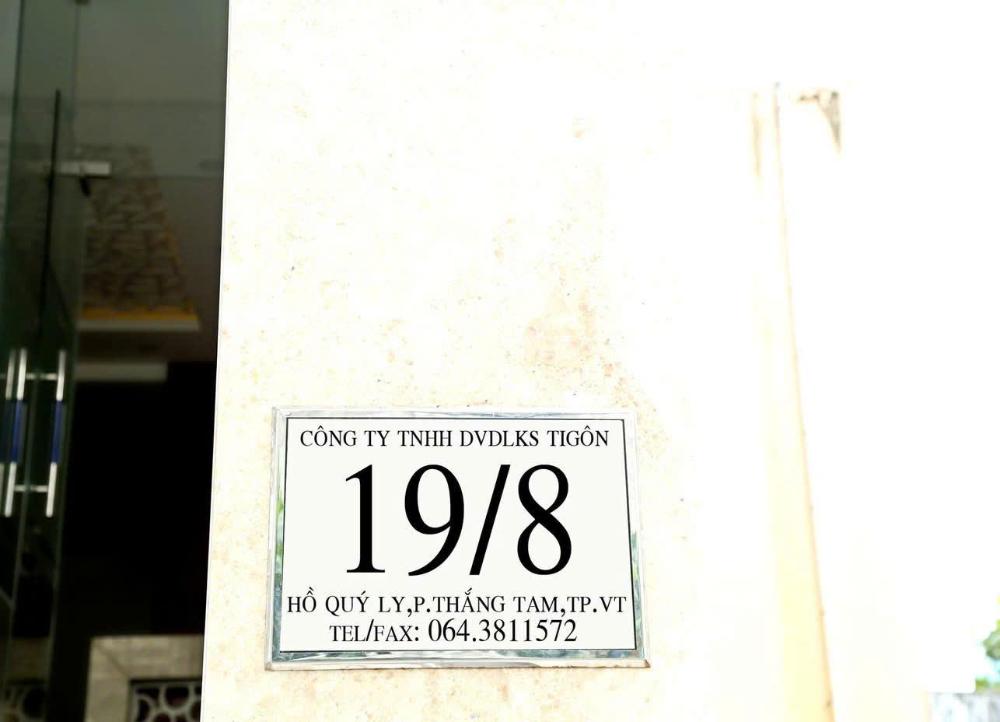 CÔNG TY TNHH DVDLKS TIGÔN
19/8
HỒ QUÝ LY,P.THẮNG TAM,TP.VT
TEL/FAX: 064.3811572